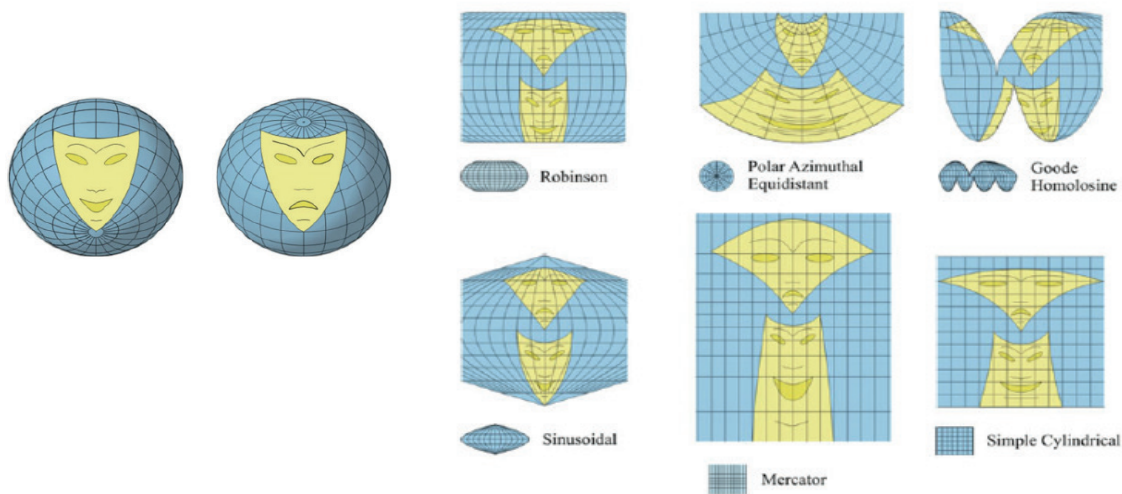 Robinson
Polar Azimuthal
Equidistant
Goode
Homolosine
Sinusoidal
Mercator
Simple Cylindrical